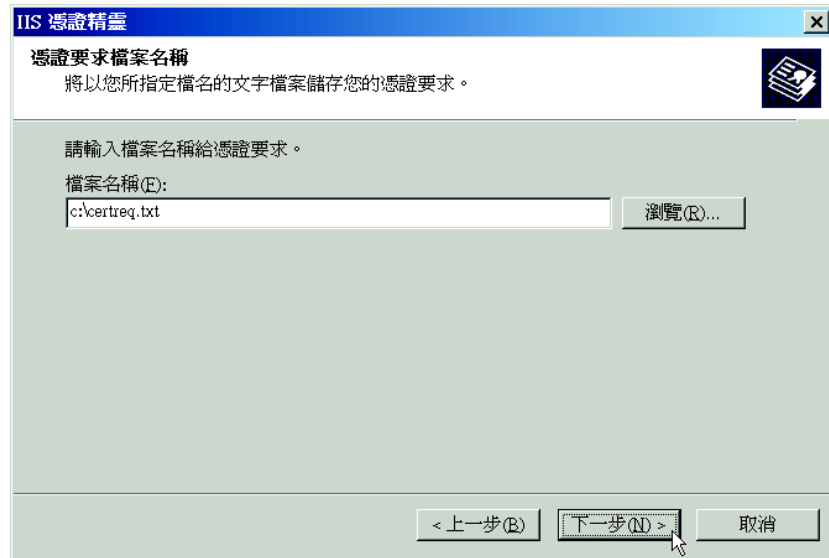 IIS 憑證精靈
憑證要求檔案名稱
將以您所指定檔名的文字檔案儲存您的憑證要求。
請輸入檔案名稱給憑證要求。
檔案名稱(F):
c:\certreq.txt
瀏覽(R)...
< 上一步(B)
下一步(N) >
取消